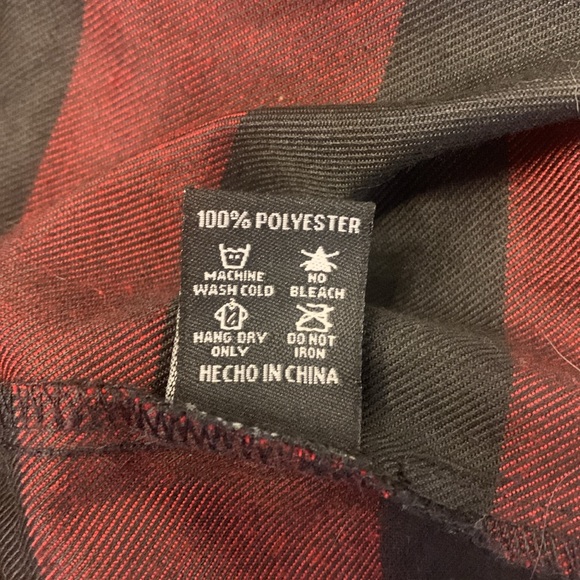 100% POLYESTER
MACHINE WASH COLD
NO BLEACH
HANG DRY ONLY
DO NOT IRON
HECHO IN CHINA